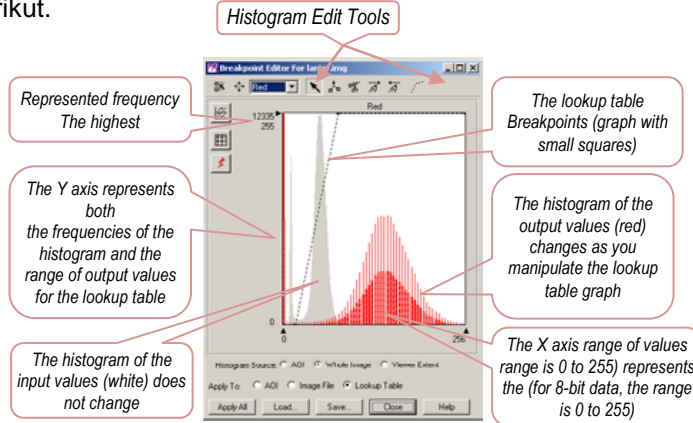 rikut.
Histogram Edit Tools
Breakpoint Editor For lanier.img
Red
Red
Represented frequency
The highest
12335
255
The lookup table
Breakpoints (graph with
small squares)
The Y axis represents
both
the frequencies of the
histogram and the
range of output values
for the lookup table
The histogram of the
output values (red)
changes as you
manipulate the lookup
table graph
0
0
256
The histogram of the
input values (white) does
not change
The X axis range of values
range is 0 to 255) represents
the (for 8-bit data, the range
is 0 to 255)
Histogram Source: AOI Whole Image Viewer Extent
Apply To: AOI Image File Lookup Table
Apply All Load... Save... Close Help